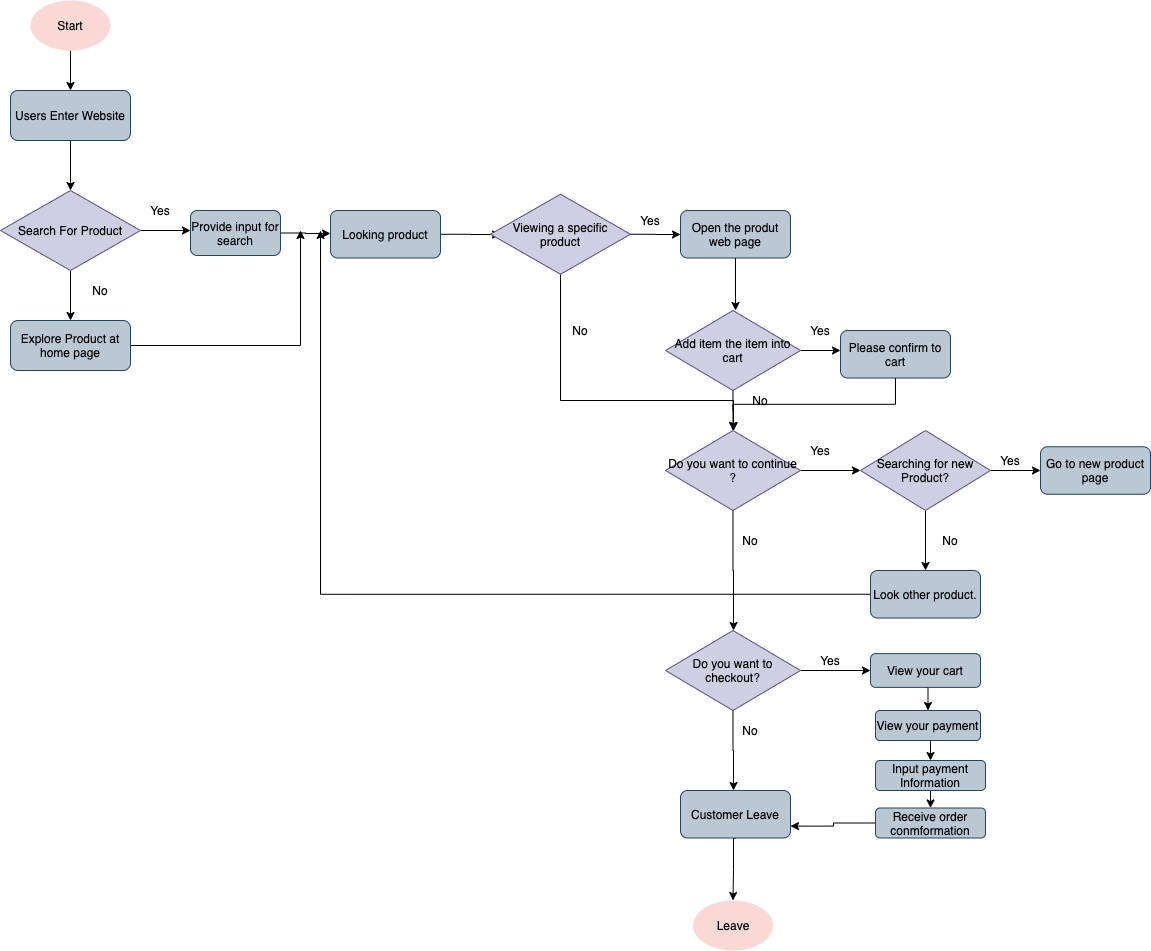 Start
Users Enter Website
Search For Product
Yes
No
Provide input for
search
Explore Product at
home page
Looking product
Viewing a specific
product
Yes
No
Open the produt
web page
Add item the item into
cart
Yes
No
Please confirm to
cart
Do you want to continue
?
Yes
No
Searching for new
Product?
Yes
No
Go to new product
page
Look other product.
Do you want to
checkout?
Yes
No
View your cart
View your payment
Input payment
Information
Receive order
conmformation
Customer Leave
Leave